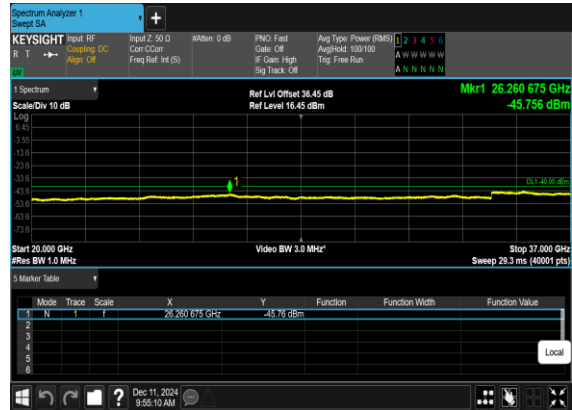 Spectrum Analyzer 1
Swept SA
+
KEYSIGHT Input: RF Input Z: 50 Ω #Atten: 0 dB PNO: Fast Avg Type: Power (RMS) 1 2 3 4 5 6
R T Coupling: DC Corr CCorr Gate: Off Avg|Hold: 100/100 A W W W W W
Align: Off Freq Ref: Int (S) IF Gain: High Trig: Free Run
Sig Track: Off A N N N N N
1 Spectrum Ref Lvl Offset 36.45 dB Mkr1 26.260 675 GHz
Scale/Div 10 dB Ref Level 16.45 dBm -45.756 dBm
Log
6.45
-3.55
-13.6
-23.6
-33.6
1
DL1 -40.00 dBm
-43.6
-53.6
-63.6
-73.6
Start 20.000 GHz Video BW 3.0 MHz* Stop 37.000 GHz
#Res BW 1.0 MHz Sweep 29.3 ms (40001 pts)
5 Marker Table
Mode Trace Scale X Y Function Function Width Function Value
1 N 1 f 26.260 675 GHz -45.76 dBm
2
3
4
5
6
Local
? Dec 11, 2024
9:55:10 AM